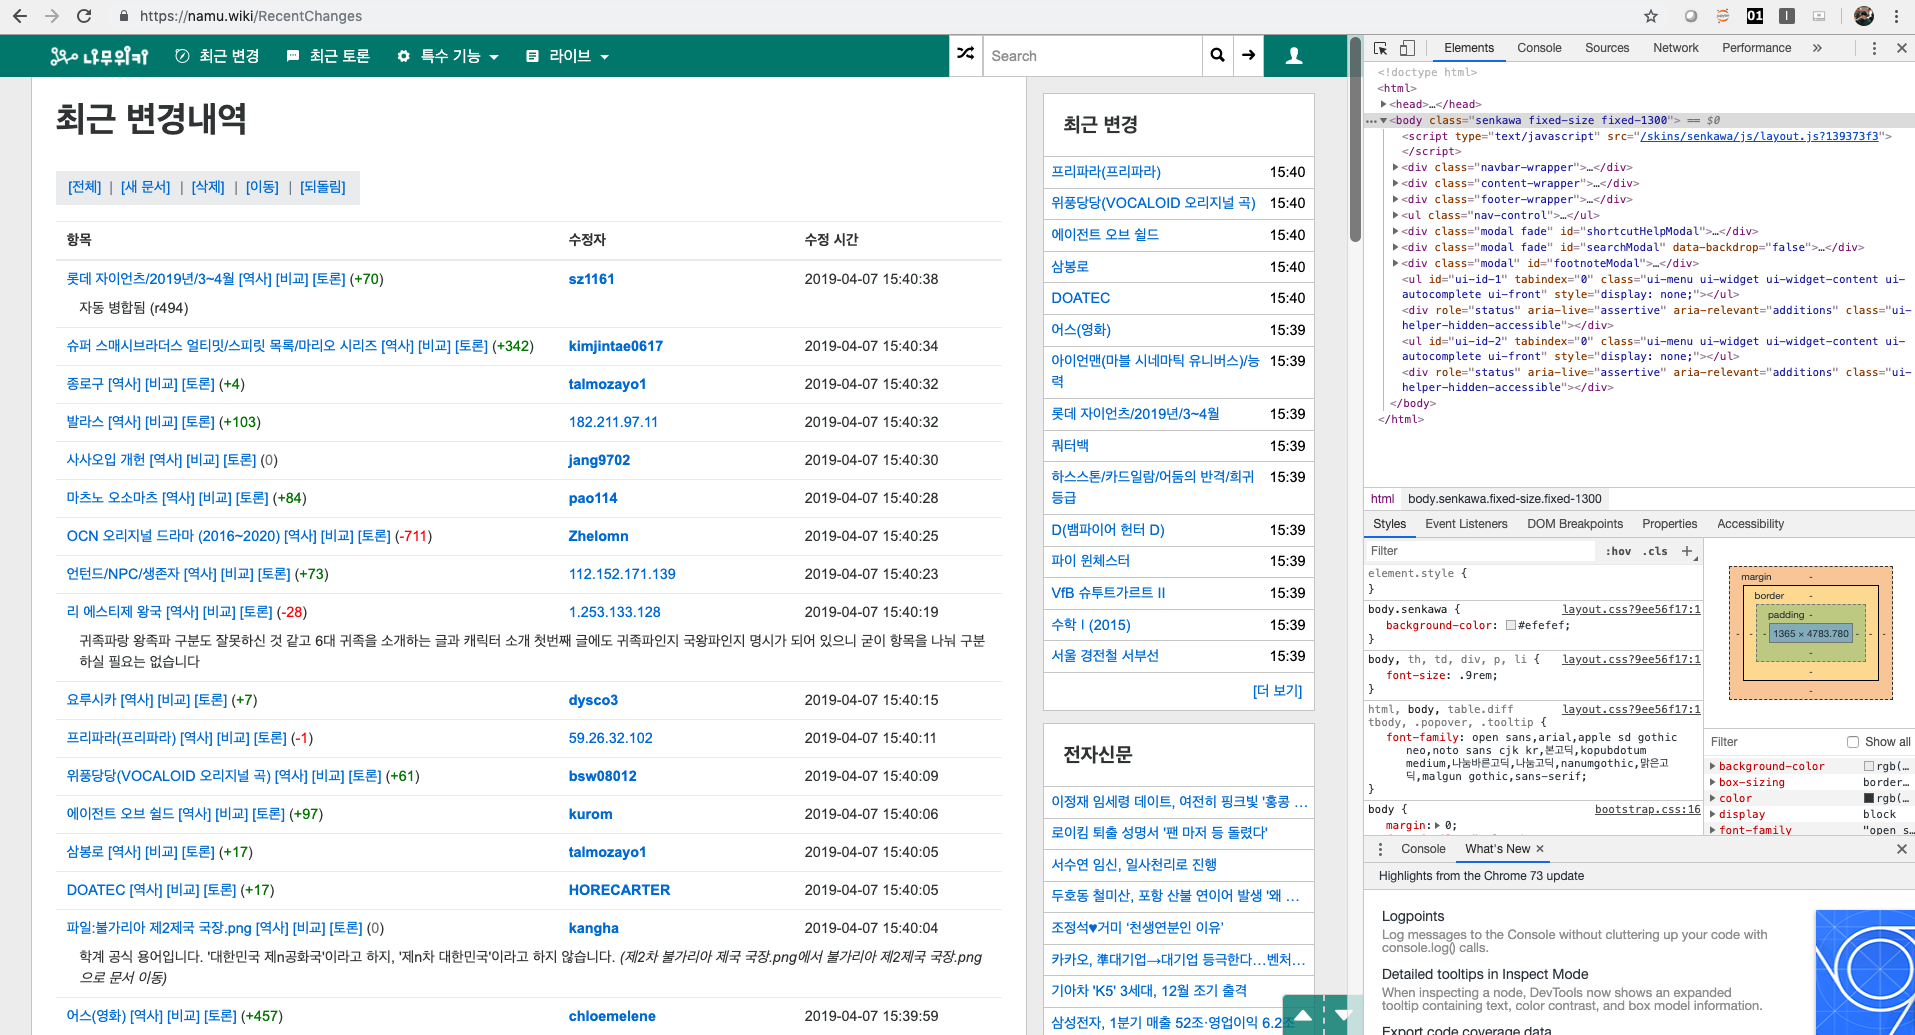 https://namu.wiki/RecentChanges
나무위키
최근 변경
최근 토론
특수 기능
라이브
Search
최근 변경내역
[전체] | [새 문서] | [삭제] | [이동] | [되돌림]
항목 수정자 수정 시간
롯데 자이언츠/2019년/3~4월 [역사] [비교] [토론] (+70) sz1161 2019-04-07 15:40:38
자동 병합됨 (r494)
슈퍼 스매시브라더스 얼티밋/스피릿 목록/마리오 시리즈 [역사] [비교] [토론] (+342) kimjintae0617 2019-04-07 15:40:34
종로구 [역사] [비교] [토론] (+4) talmozayo1 2019-04-07 15:40:32
발라스 [역사] [비교] [토론] (+103) 182.211.97.11 2019-04-07 15:40:32
사사오입 개헌 [역사] [비교] [토론] (0) jang9702 2019-04-07 15:40:30
마츠노 오소마츠 [역사] [비교] [토론] (+84) pao114 2019-04-07 15:40:28
OCN 오리지널 드라마 (2016~2020) [역사] [비교] [토론] (-711) Zhelomn 2019-04-07 15:40:25
언턴드/NPC/생존자 [역사] [비교] [토론] (+73) 112.152.171.139 2019-04-07 15:40:23
리 에스티제 왕국 [역사] [비교] [토론] (-28) 1.253.133.128 2019-04-07 15:40:19
귀족파랑 왕족파 구분도 잘못하신 것 같고 6대 귀족을 소개하는 글과 캐릭터 소개 첫번째 글에도 귀족파인지 국왕파인지 명시가 되어 있으니 굳이 항목을 나눠 구분
하실 필요는 없습니다
요루시카 [역사] [비교] [토론] (+7) dysco3 2019-04-07 15:40:15
프리파라(프리파라) [역사] [비교] [토론] (-1) 59.26.32.102 2019-04-07 15:40:11
위풍당당(VOCALOID 오리지널 곡) [역사] [비교] [토론] (+61) bsw08012 2019-04-07 15:40:09
에이전트 오브 쉴드 [역사] [비교] [토론] (+97) kurom 2019-04-07 15:40:06
삼봉로 [역사] [비교] [토론] (+17) talmozayo1 2019-04-07 15:40:05
DOATEC [역사] [비교] [토론] (+17) HORECARTER 2019-04-07 15:40:05
파일:불가리아 제2제국 국장.png [역사] [비교] [토론] (0) kangha 2019-04-07 15:40:04
학계 공식 용어입니다. '대한민국 제n공화국'이라고 하지, '제n차 대한민국'이라고 하지 않습니다. (제2차 불가리아 제국 국장.png에서 불가리아 제2제국 국장.png
으로 문서 이동)
어스(영화) [역사] [비교] [토론] (+457) chloemelene 2019-04-07 15:39:59
최근 변경
프리파라(프리파라) 15:40
위풍당당(VOCALOID 오리지널 곡) 15:40
에이전트 오브 쉴드 15:40
삼봉로 15:40
DOATEC 15:40
어스(영화) 15:39
아이언맨(마블 시네마틱 유니버스)/능 15:39
력
롯데 자이언츠/2019년/3~4월 15:39
쿼터백 15:39
하스스톤/카드일람/어둠의 반격/희귀 15:39
등급
D(뱀파이어 헌터 D) 15:39
파이 윈체스터 15:39
VfB 슈투트가르트 II 15:39
수학 I (2015) 15:39
서울 경전철 서부선 15:39
[더 보기]
전자신문
이정재 임세령 데이트, 여전히 핑크빛 '홍콩 ...
로이킴 퇴출 성명서 '팬 마저 등 돌렸다'
서수연 임신, 일사천리로 진행
두호동 철미산, 포항 산불 연이어 발생 '왜 ...
조정석♥거미 '천생연분인 이유'
카카오, 準대기업→대기업 등극한다...벤처...
기아차 'K5' 3세대, 12월 조기 출격
삼성전자, 1분기 매출 52조·영업이익 6.2조
Elements Console Sources Network Performance »
<!doctype html>
<html>
<head>…</head>
<body class="senkawa fixed-size fixed-1300"> == $0
<script type="text/javascript" src="/skins/senkawa/js/layout.js?139373f3">
</script>
<div class="navbar-wrapper">…</div>
<div class="content-wrapper">…</div>
<div class="footer-wrapper">…</div>
<ul class="nav-control">…</ul>
<div class="modal fade" id="shortcutHelpModal">…</div>
<div class="modal fade" id="searchModal" data-backdrop="false">…</div>
<div class="modal" id="footnoteModal">…</div>
<ul id="ui-id-1" tabindex="0" class="ui-menu ui-widget ui-widget-content ui-
autocomplete ui-front" style="display: none;"></ul>
<div role="status" aria-live="assertive" aria-relevant="additions" class="ui-
helper-hidden-accessible"></div>
<ul id="ui-id-2" tabindex="0" class="ui-menu ui-widget ui-widget-content ui-
autocomplete ui-front" style="display: none;"></ul>
<div role="status" aria-live="assertive" aria-relevant="additions" class="ui-
helper-hidden-accessible"></div>
</body>
</html>
html body.senkawa.fixed-size.fixed-1300
Styles Event Listeners DOM Breakpoints Properties Accessibility
Filter :hov .cls +
element.style {
}
body.senkawa { layout.css?9ee56f17:1
background-color: #efefef;
}
body, th, td, div, p, li { layout.css?9ee56f17:1
font-size: .9rem;
}
html, body, table.diff layout.css?9ee56f17:1
tbody, .popover, .tooltip {
font-family: open sans,arial,apple sd gothic
neo,noto sans cjk kr,본고딕,kopubdotum
medium,나눔바른고딕,나눔고딕,nanumgothic,맑은고
딕,malgun gothic,sans-serif;
}
body { bootstrap.css:16
margin: 0;
margin -
border -
padding -
1365 × 4783.780
Filter Show all
background-color rgb(…
box-sizing border…
color rgb(…
display block
font-family "open s…
Console What's New ×
Highlights from the Chrome 73 update
Logpoints
Log messages to the Console without cluttering up your code with
console.log() calls.
Detailed tooltips in Inspect Mode
When inspecting a node, DevTools now shows an expanded
tooltip containing text, color contrast, and box model information.
Export code coverage data